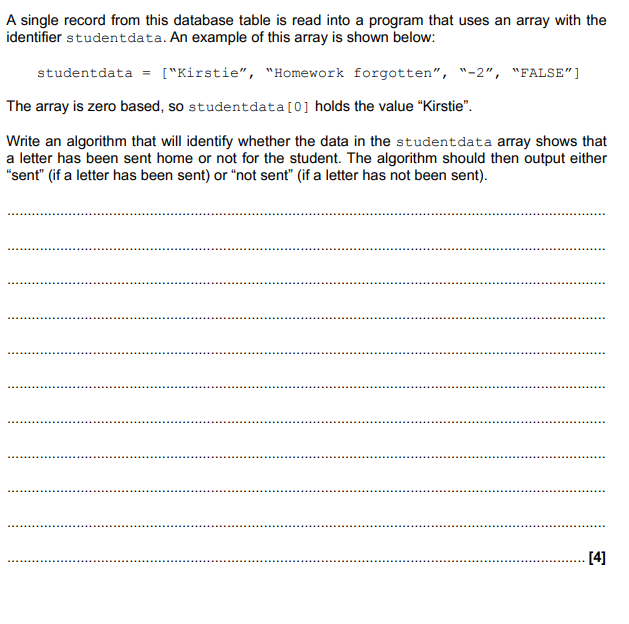 A single record from this database table is read into a program that uses an array with the
identifier studentdata. An example of this array is shown below:
studentdata = [“Kirstie”, “Homework forgotten”, “-2”, “FALSE”]
The array is zero based, so studentdata[0] holds the value “Kirstie”.
Write an algorithm that will identify whether the data in the studentdata array shows that
a letter has been sent home or not for the student. The algorithm should then output either
“sent” (if a letter has been sent) or “not sent” (if a letter has not been sent).
[4]